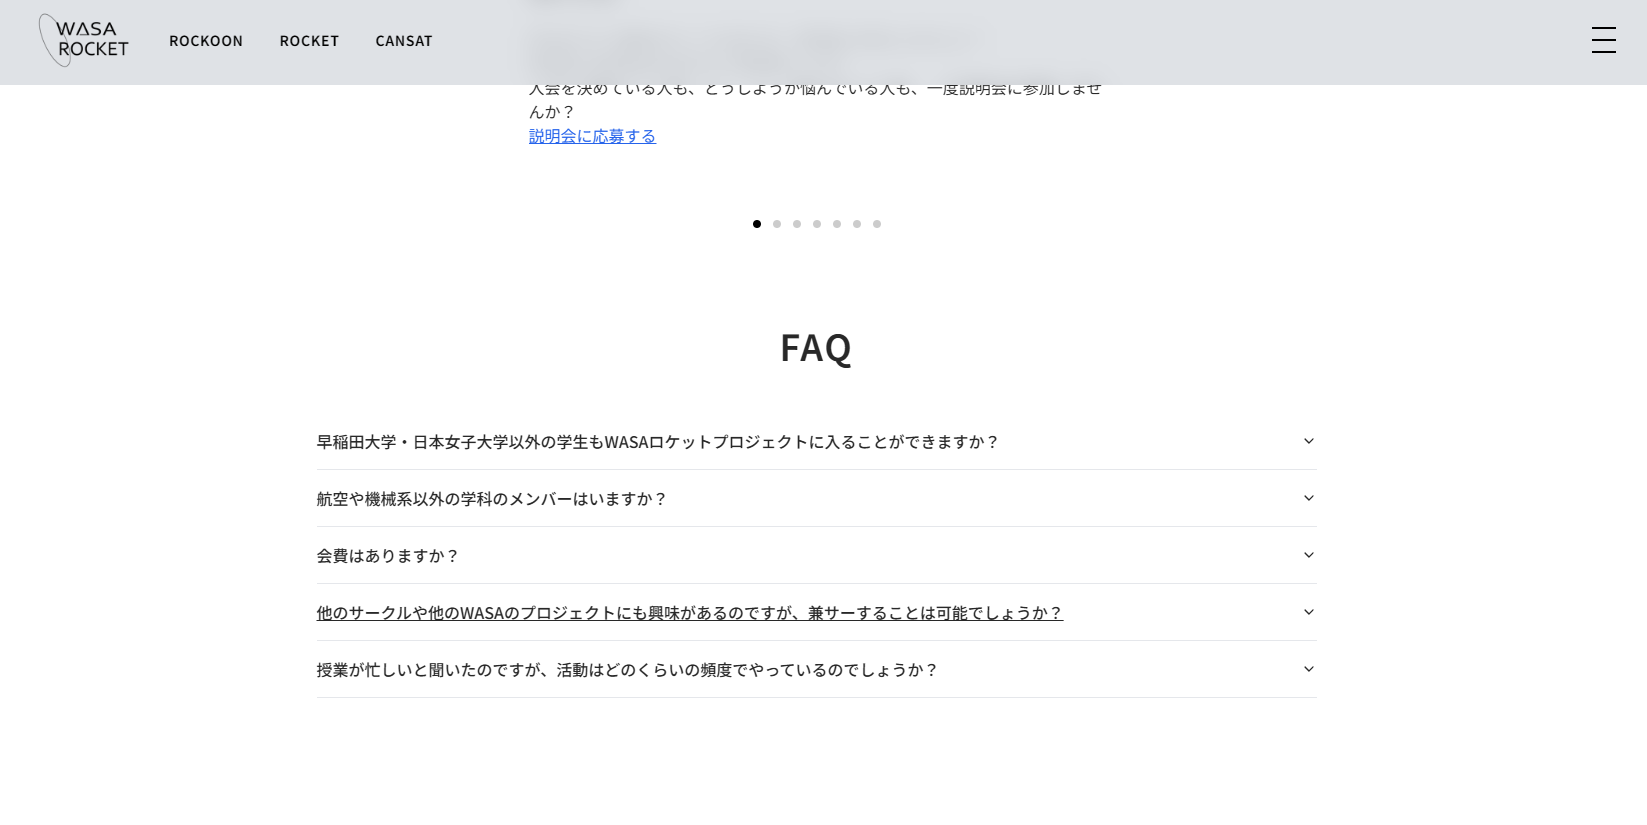 WASA
ROCKET
ROCKOON
ROCKET
CANSAT
入会を決めている人も、どうしようか悩んでいる人も、一度説明会に参加しませ
んか？
説明会に応募する
FAQ
早稲田大学・日本女子大学以外の学生もWASAロケットプロジェクトに入ることができますか？
航空や機械系以外の学科のメンバーはいますか？
会費はありますか？
他のサークルや他のWASAのプロジェクトにも興味があるのですが、兼サーすることは可能でしょうか？
授業が忙しいと聞いたのですが、活動はどのくらいの頻度でやっているのでしょうか？